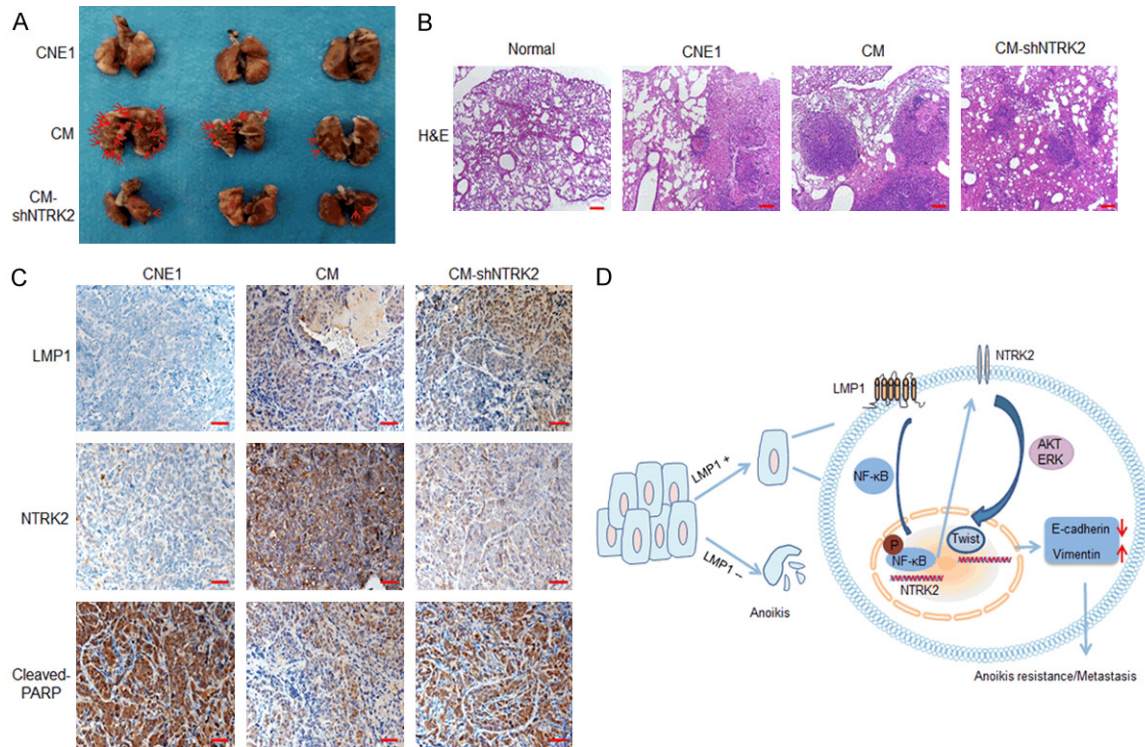 A
CNE1
CM
CM-
shNTRK2
B
Normal
CNE1
CM
CM-shNTRK2
H&E
C
CNE1
CM
CM-shNTRK2
LMP1
NTRK2
Cleaved-
PARP
D
NTRK2
LMP1
AKT
ERK
NF-κB
LMP1 +
LMP1 –
Anoikis
P
NF-κB
Twist
NTRK2
E-cadherin
Vimentin
Anoikis resistance/Metastasis